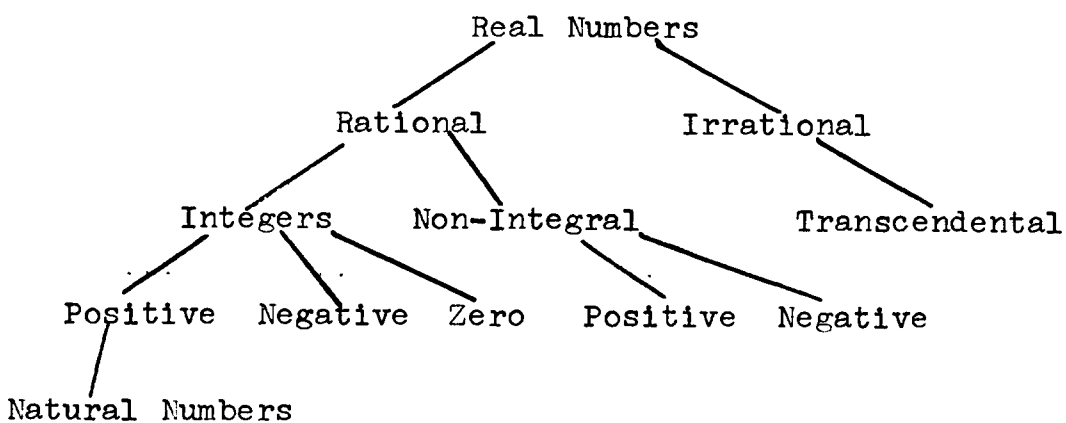 Real Numbers
Rational Irrational
Integers Non-Integral Transcendental
Positive Negative Zero Positive Negative
Natural Numbers